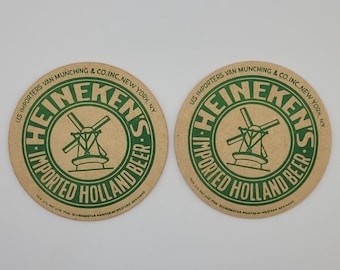 U.S. IMPORTERS VAN MUNCHING & CO. INC. NEW YORK, N.Y.
HEINEKEN'S
IMPORTED HOLLAND BEER
U.S. IMPORTERS VAN MUNCHING & CO. INC. NEW YORK, N.Y.
HEINEKEN'S
IMPORTED HOLLAND BEER